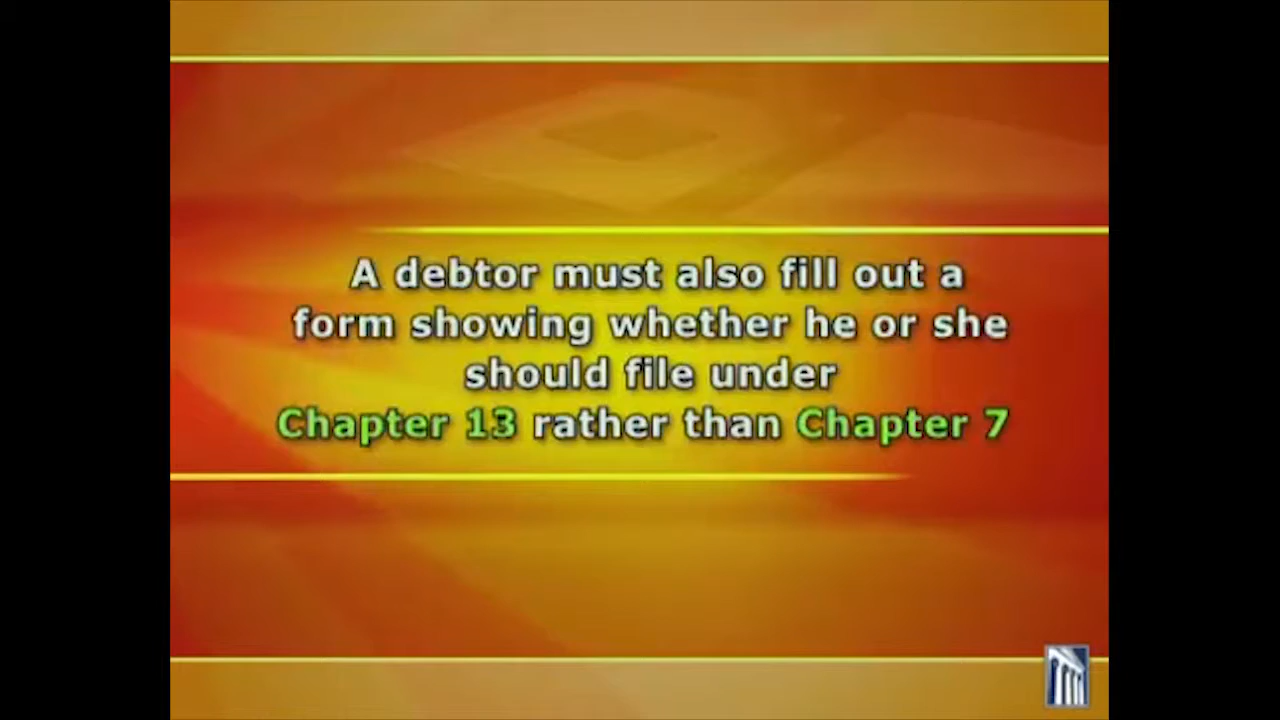 A debtor must also fill out a
form showing whether he or she
should file under
Chapter 13 rather than Chapter 7